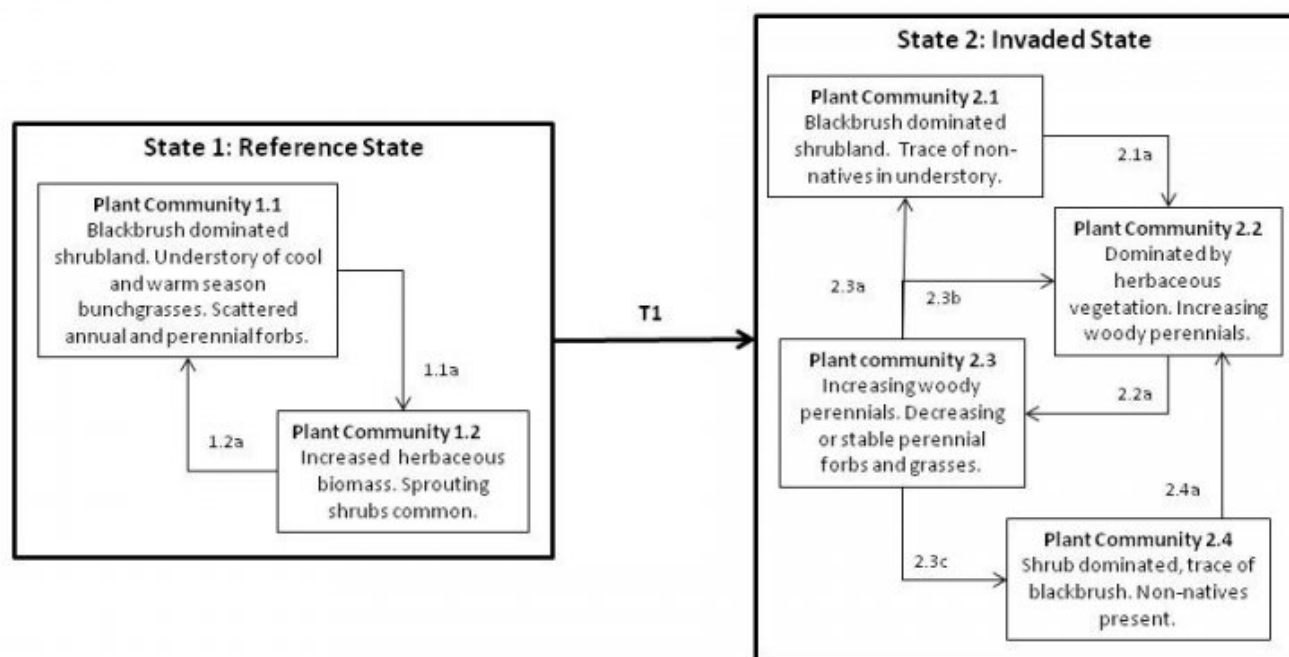 State 1: Reference State
Plant Community 1.1
Blackbrush dominated
shrubland. Understory of cool
and warm season
bunchgrasses. Scattered
annual and perennial forbs.
1.1a
1.2a
Plant Community 1.2
Increased herbaceous
biomass. Sprouting
shrubs common.
T1
State 2: Invaded State
Plant Community 2.1
Blackbrush dominated
shrubland. Trace of non-
natives in understory.
2.1a
Plant Community 2.2
Dominated by
herbaceous
vegetation. Increasing
woody perennials.
2.3a
2.3b
Plant community 2.3
Increasing woody
perennials. Decreasing
or stable perennial
forbs and grasses.
2.2a
2.4a
2.3c
Plant Community 2.4
Shrub dominated, trace of
blackbrush. Non-natives
present.